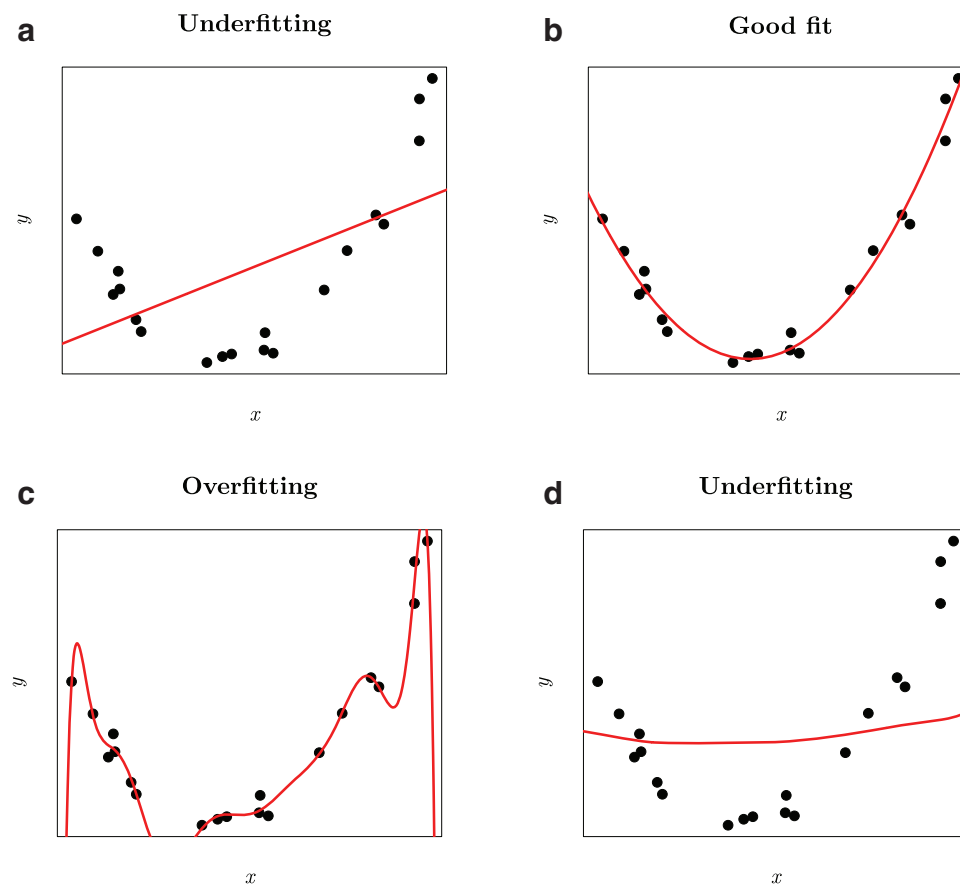 a
Underfitting
y
x
b
Good fit
y
x
c
Overfitting
y
x
d
Underfitting
y
x